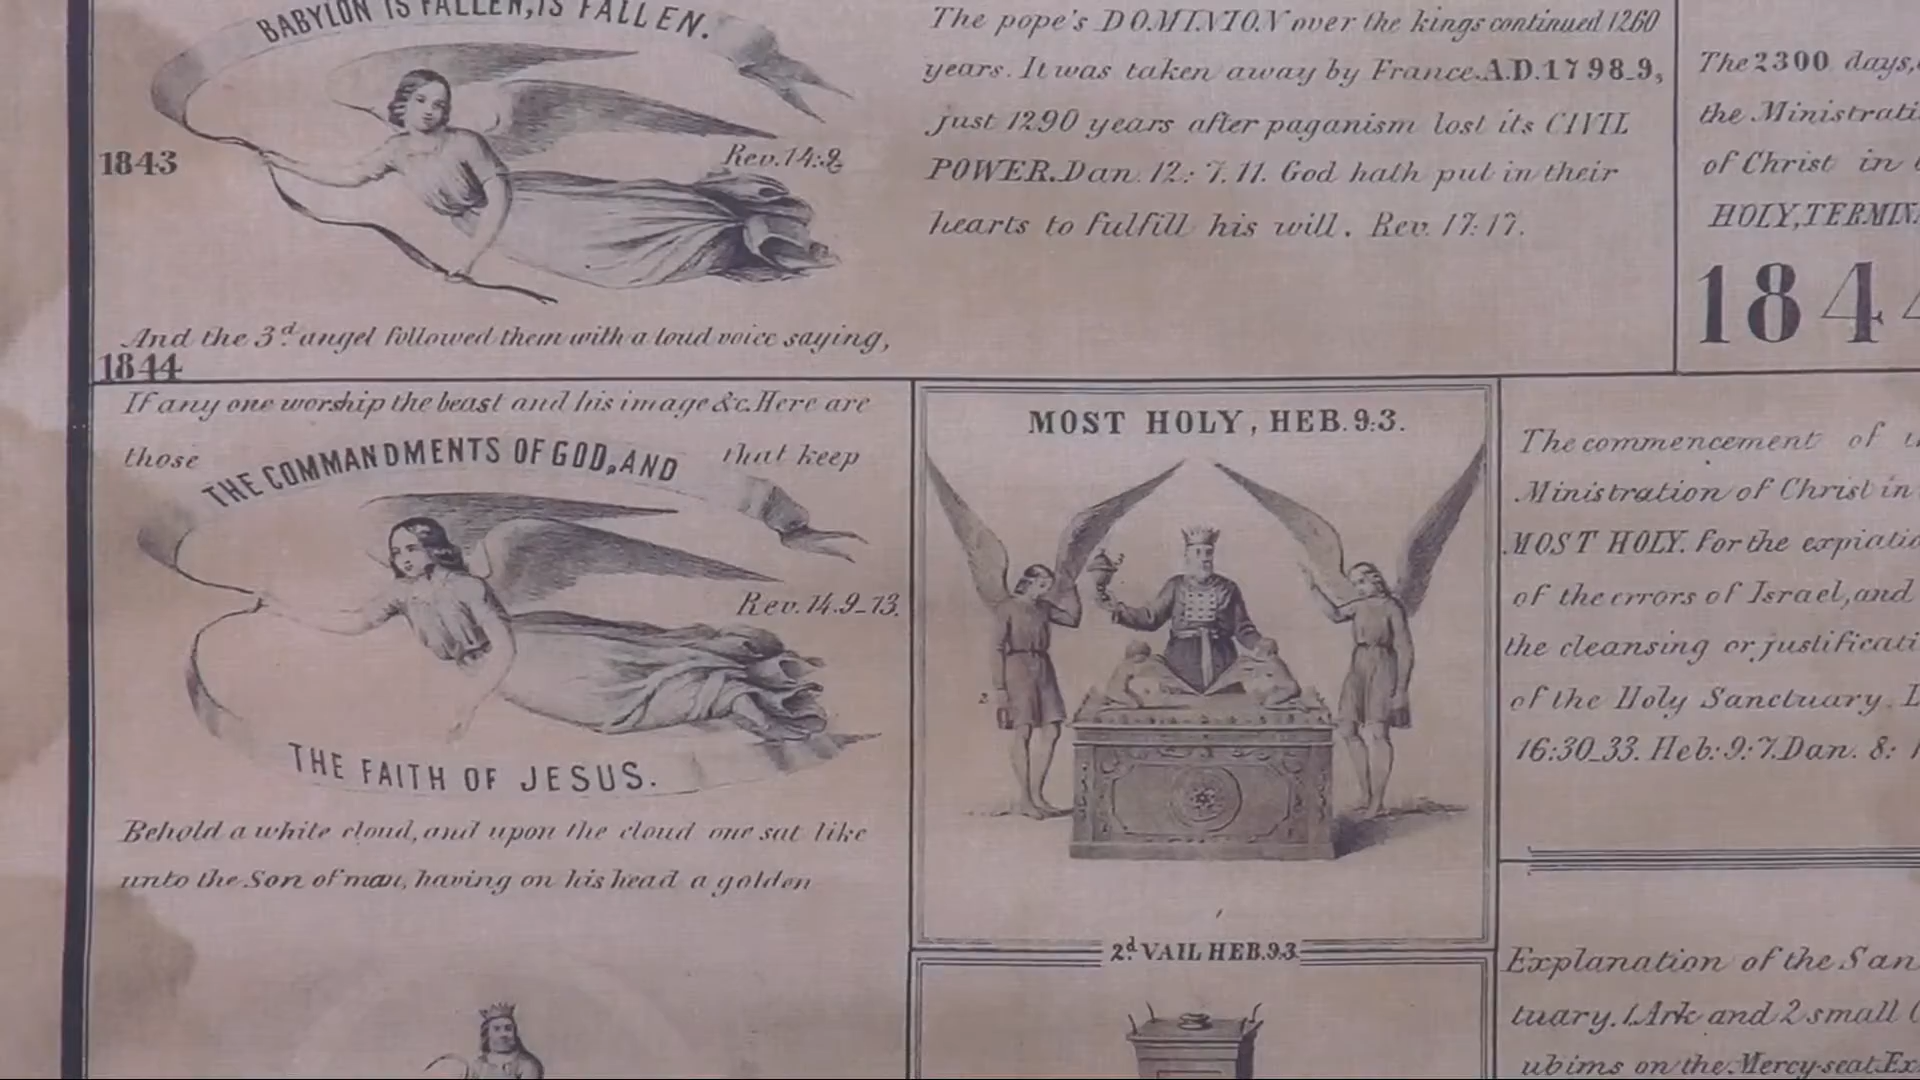 BABYLON IS FALLEN, IS FALLEN.
1843
Rev. 14:8
And the 3d angel followed them with a loud voice saying,
1844
If any one worship the beast and his image &c. Here are
those that keep
THE COMMANDMENTS OF GOD, AND
Rev. 14.9_13.
THE FAITH OF JESUS.
Behold a white cloud, and upon the cloud one sat like
unto the Son of man, having on his head a golden
The pope's DOMINION over the kings continued 1260
years. It was taken away by France A.D. 1798_9,
just 1290 years after paganism lost its CIVIL
POWER. Dan. 12: 7, 11. God hath put in their
hearts to fulfill his will. Rev. 17:17.
MOST HOLY, HEB. 9:3.
2d VAIL HEB. 9.3
The 2300 days,
the Ministrati
of Christ in
HOLY, TERMIN
184
The commencement of
Ministration of Christ in
MOST HOLY. for the expiatio
of the errors of Israel, and
the cleansing or justificati
of the Holy Sanctuary. L
16:30_33. Heb: 9: 7. Dan. 8:
Explanation of the San
tuary. 1 Ark and 2 small C
ubims on the Mercy-seat. Ex